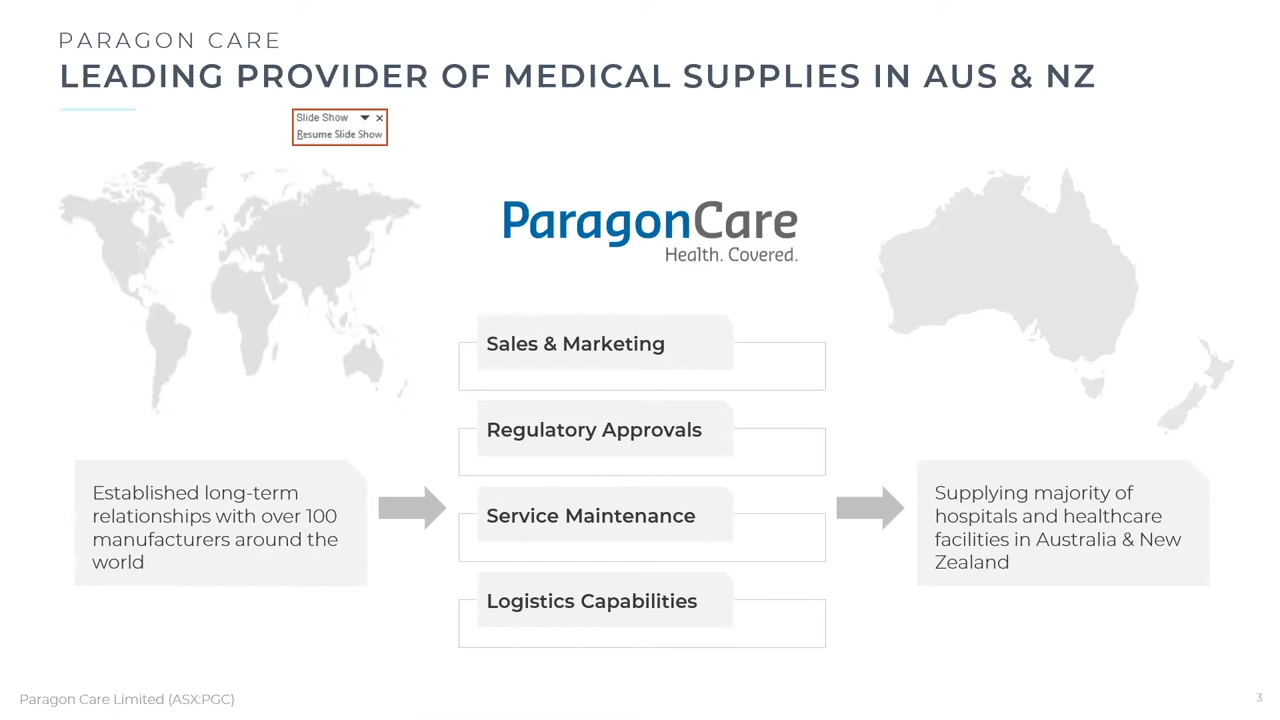 PARAGON CARE
LEADING PROVIDER OF MEDICAL SUPPLIES IN AUS & NZ
Slide Show
Resume Slide Show
ParagonCare
Health. Covered.
Sales & Marketing
Regulatory Approvals
Service Maintenance
Logistics Capabilities
Established long-term
relationships with over 100
manufacturers around the
world
Supplying majority of
hospitals and healthcare
facilities in Australia & New
Zealand
Paragon Care Limited (ASX:PGC)
3